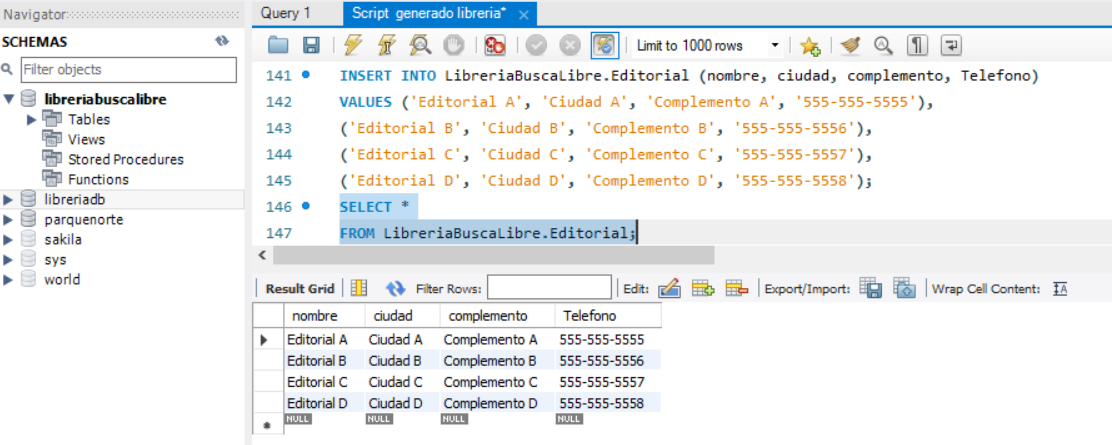 Navigator
SCHEMAS
Filter objects
libreriabuscalibre
Tables
Views
Stored Procedures
Functions
libreriadb
parquenorte
sakila
sys
world
Query 1
Script generado libreria*
Limit to 1000 rows
141 INSERT INTO LibreriaBuscaLibre.Editorial (nombre, ciudad, complemento, Telefono)
142 VALUES ('Editorial A', 'Ciudad A', 'Complemento A', '555-555-5555'),
143 ('Editorial B', 'Ciudad B', 'Complemento B', '555-555-5556'),
144 ('Editorial C', 'Ciudad C', 'Complemento C', '555-555-5557'),
145 ('Editorial D', 'Ciudad D', 'Complemento D', '555-555-5558');
146 SELECT *
147 FROM LibreriaBuscaLibre.Editorial;
Result Grid Filter Rows: Edit: Export/Import: Wrap Cell Content:
nombre ciudad complemento Telefono
Editorial A Ciudad A Complemento A 555-555-5555
Editorial B Ciudad B Complemento B 555-555-5556
Editorial C Ciudad C Complemento C 555-555-5557
Editorial D Ciudad D Complemento D 555-555-5558
NULL NULL NULL NULL